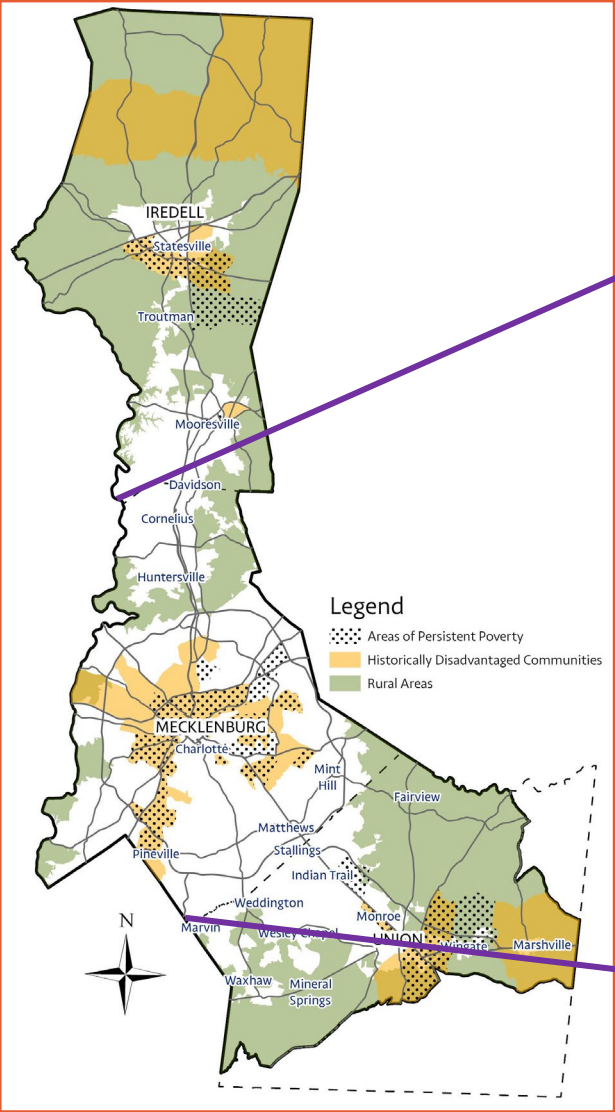 IREDELL
Statesville
Troutman
Mooresville
Davidson
Cornelius
Huntersville
Legend
Areas of Persistent Poverty
Historically Disadvantaged Communities
Rural Areas
MECKLENBURG
Charlotte
Mint
Hill
Fairview
Matthews
Stallings
Pineville
Indian Trail
Weddington
Monroe
Marvin
Wesley Chapel
UNION
Wingate
Marshville
N
Waxhaw
Mineral
Springs